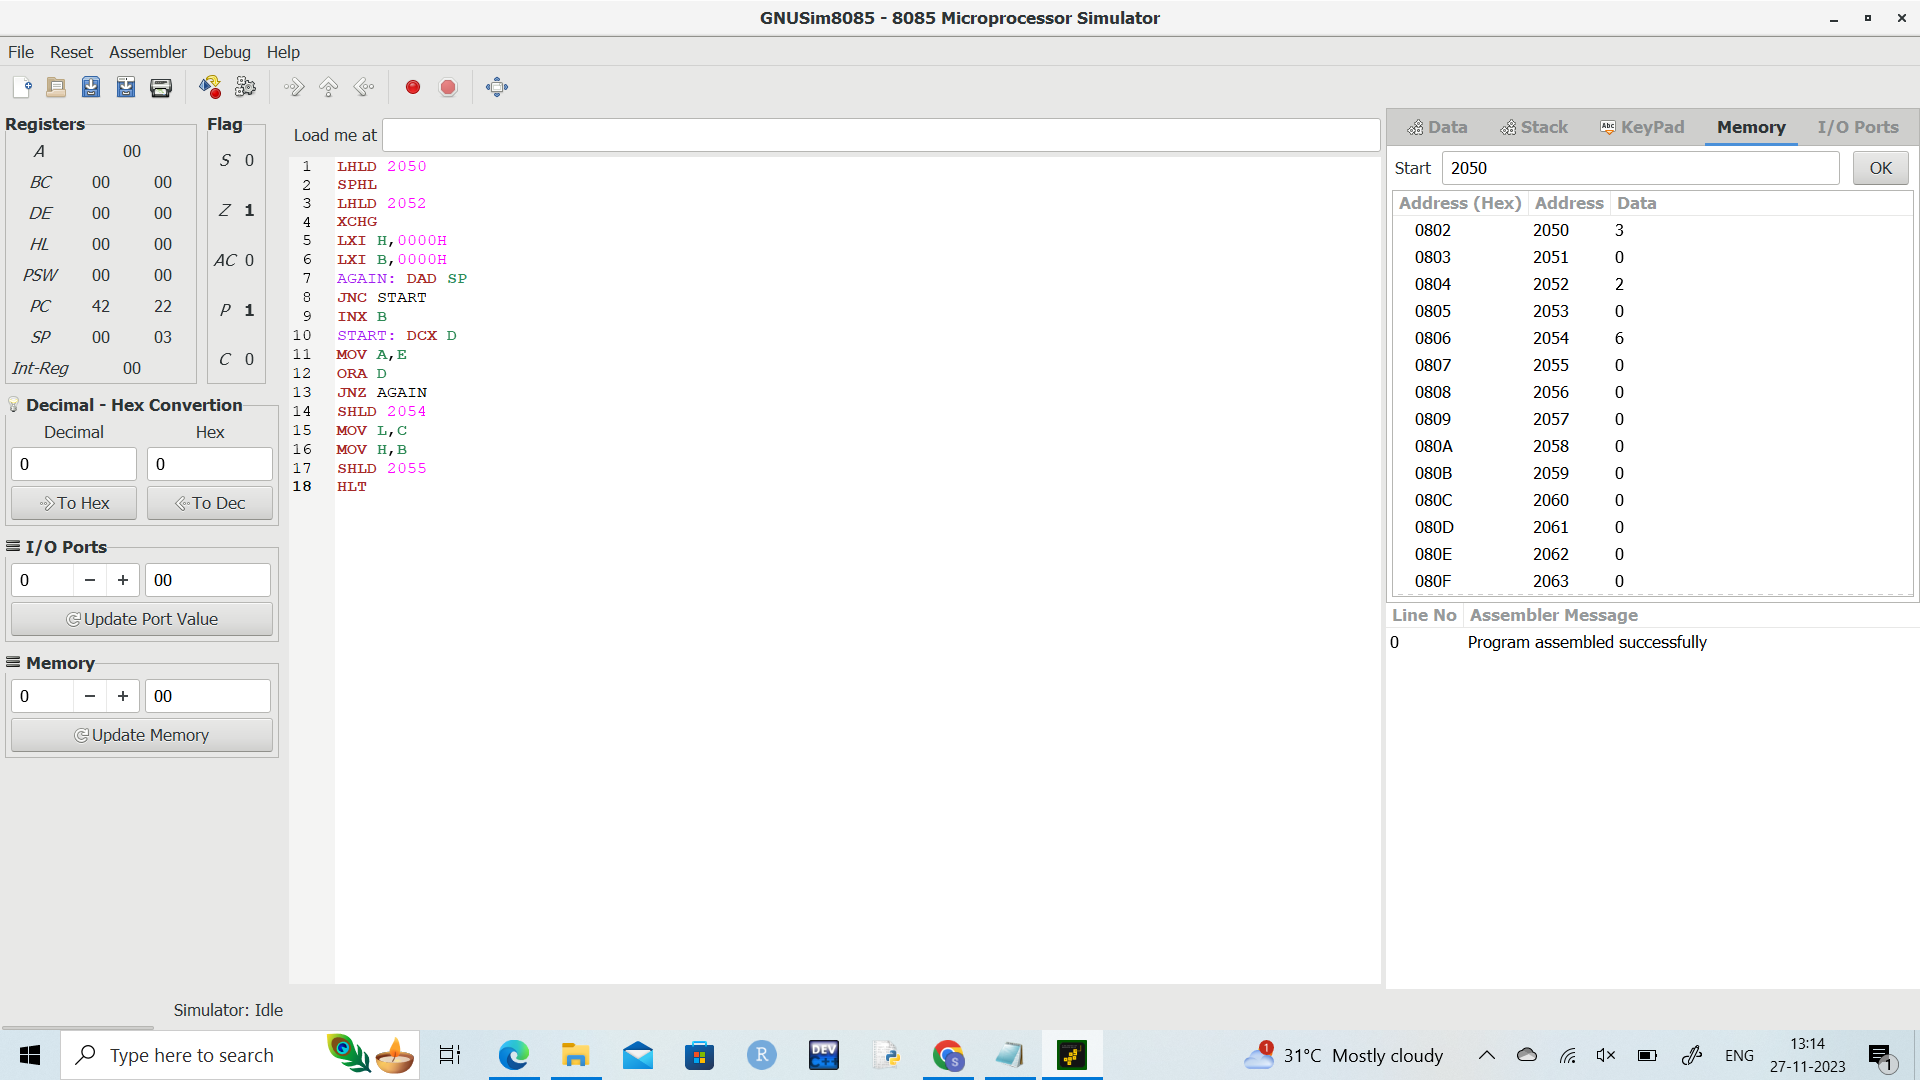 GNUSim8085 - 8085 Microprocessor Simulator
File Reset Assembler Debug Help
Registers
A 00
BC 00 00
DE 00 00
HL 00 00
PSW 00 00
PC 42 22
SP 00 03
Int-Reg 00
Flag
S 0
Z 1
AC 0
P 1
C 0
Decimal - Hex Convertion
Decimal Hex
0 0
To Hex To Dec
I/O Ports
0 − + 00
Update Port Value
Memory
0 − + 00
Update Memory
Load me at
1 LHLD 2050
2 SPHL
3 LHLD 2052
4 XCHG
5 LXI H,0000H
6 LXI B,0000H
7 AGAIN: DAD SP
8 JNC START
9 INX B
10 START: DCX D
11 MOV A,E
12 ORA D
13 JNZ AGAIN
14 SHLD 2054
15 MOV L,C
16 MOV H,B
17 SHLD 2055
18 HLT
Data Stack Abc KeyPad Memory I/O Ports
Start 2050 OK
Address (Hex) Address Data
0802 2050 3
0803 2051 0
0804 2052 2
0805 2053 0
0806 2054 6
0807 2055 0
0808 2056 0
0809 2057 0
080A 2058 0
080B 2059 0
080C 2060 0
080D 2061 0
080E 2062 0
080F 2063 0
Line No Assembler Message
0 Program assembled successfully
Simulator: Idle
Type here to search
R
DEV
C++
S
1
31°C Mostly cloudy
ENG
13:14
27-11-2023
1